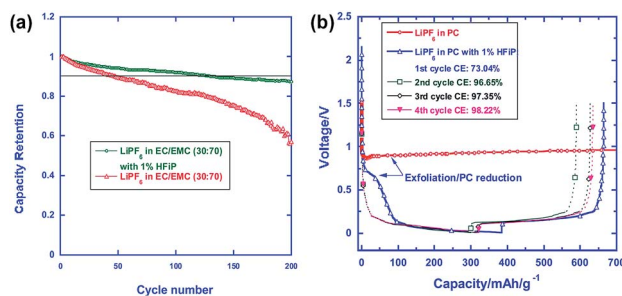 (a)
1.2
1
0.8
0.6
0.4
0.2
0
0
50
100
150
200
Capacity Retention
Cycle number
LiPF6 in EC/EMC (30:70)
with 1% HFiP
LiPF6 in EC/EMC (30:70)
(b)
2.5
2
1.5
1
0.5
0
0
100
200
300
400
500
600
700
Voltage/V
Capacity/mAh/g-1
LiPF6 in PC
LiPF6 in PC with 1% HFiP
1st cycle CE: 73.04%
2nd cycle CE: 96.65%
3rd cycle CE: 97.35%
4th cycle CE: 98.22%
Exfoliation/PC reduction